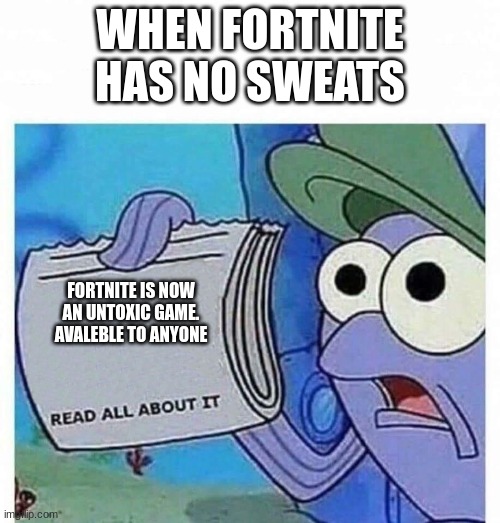 WHEN FORTNITE
HAS NO SWEATS
FORTNITE IS NOW
AN UNTOXIC GAME.
AVALEBLE TO ANYONE
READ ALL ABOUT IT
imgflip.com